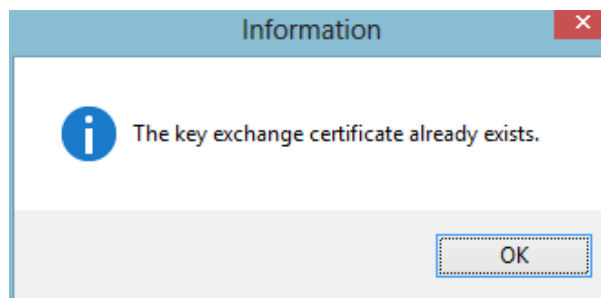 Information
The key exchange certificate already exists.
OK